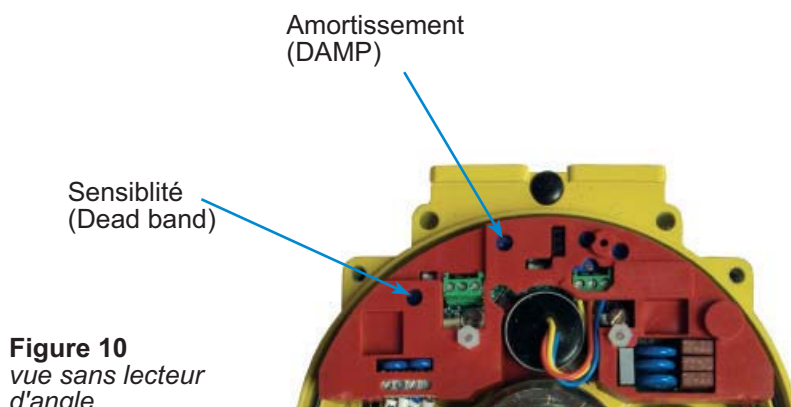 Amortissement
(DAMP)
Sensiblité
(Dead band)
Figure 10
vue sans lecteur
d'angle